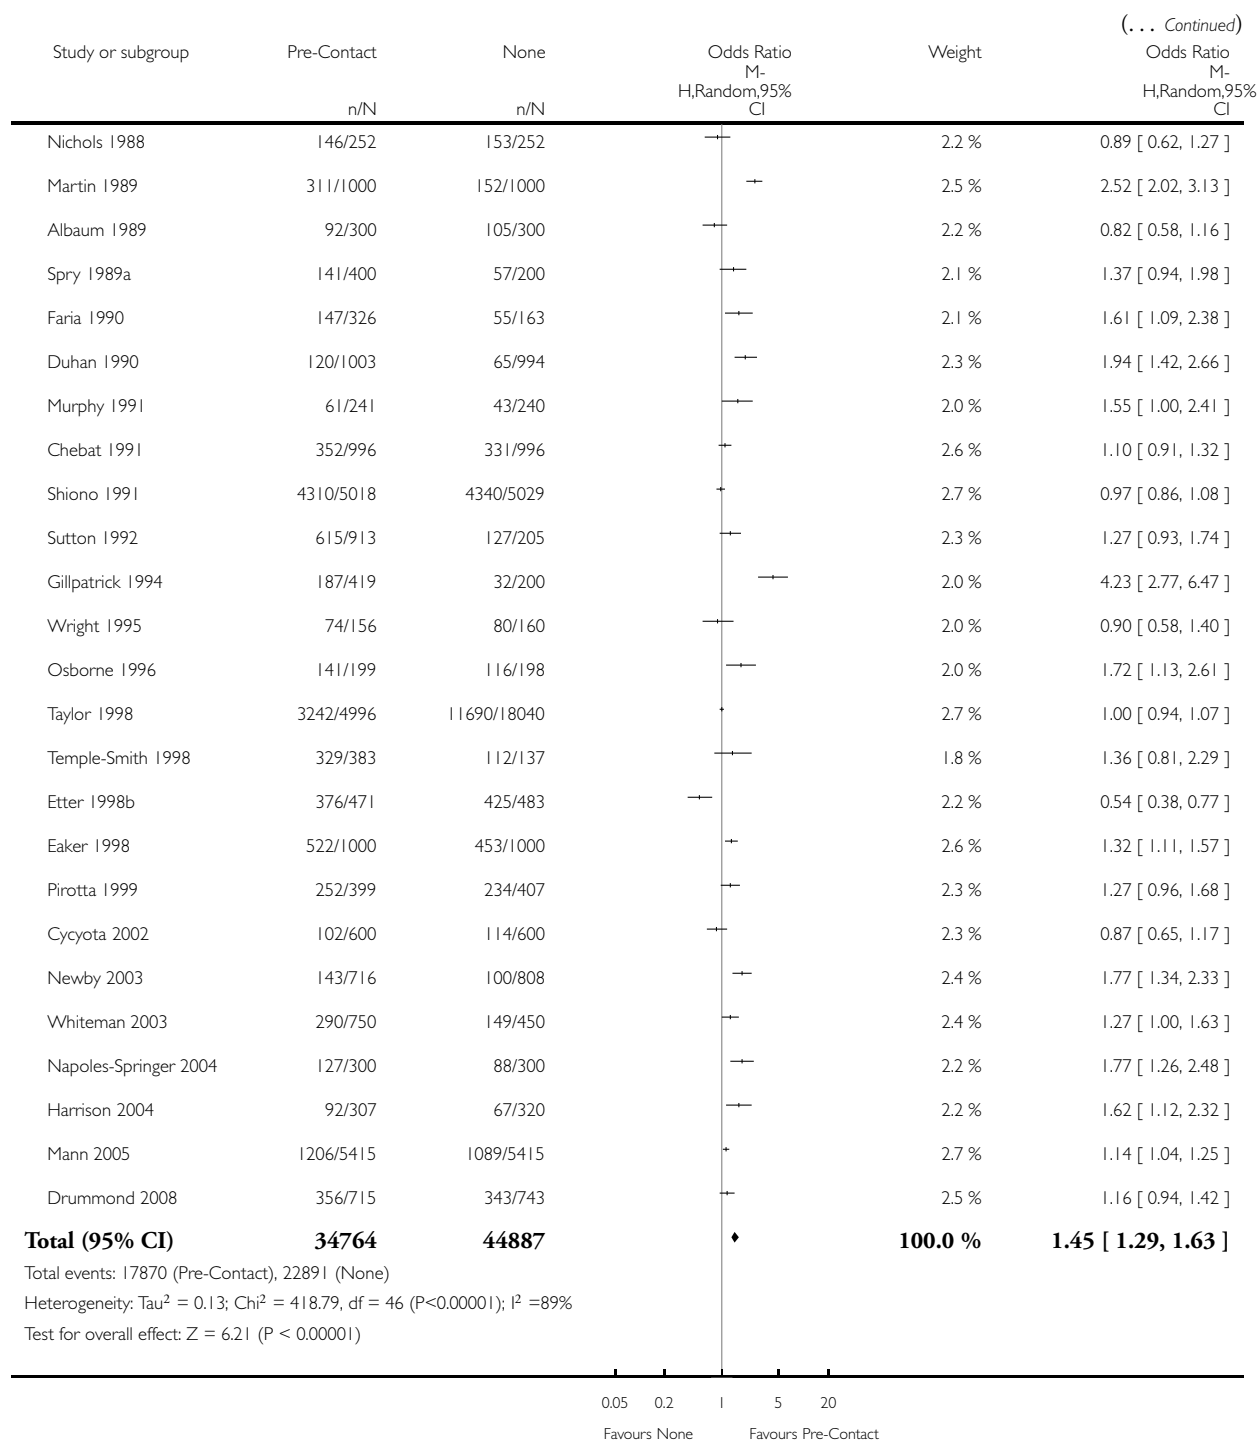 (... Continued)
Study or subgroup Pre-Contact None Odds Ratio Weight Odds Ratio
M- M-
H,Random,95% H,Random,95%
n/N n/N CI CI
Nichols 1988 146/252 153/252 2.2 % 0.89 [ 0.62, 1.27 ]
Martin 1989 311/1000 152/1000 2.5 % 2.52 [ 2.02, 3.13 ]
Albaum 1989 92/300 105/300 2.2 % 0.82 [ 0.58, 1.16 ]
Spry 1989a 141/400 57/200 2.1 % 1.37 [ 0.94, 1.98 ]
Faria 1990 147/326 55/163 2.1 % 1.61 [ 1.09, 2.38 ]
Duhan 1990 120/1003 65/994 2.3 % 1.94 [ 1.42, 2.66 ]
Murphy 1991 61/241 43/240 2.0 % 1.55 [ 1.00, 2.41 ]
Chebat 1991 352/996 331/996 2.6 % 1.10 [ 0.91, 1.32 ]
Shiono 1991 4310/5018 4340/5029 2.7 % 0.97 [ 0.86, 1.08 ]
Sutton 1992 615/913 127/205 2.3 % 1.27 [ 0.93, 1.74 ]
Gillpatrick 1994 187/419 32/200 2.0 % 4.23 [ 2.77, 6.47 ]
Wright 1995 74/156 80/160 2.0 % 0.90 [ 0.58, 1.40 ]
Osborne 1996 141/199 116/198 2.0 % 1.72 [ 1.13, 2.61 ]
Taylor 1998 3242/4996 11690/18040 2.7 % 1.00 [ 0.94, 1.07 ]
Temple-Smith 1998 329/383 112/137 1.8 % 1.36 [ 0.81, 2.29 ]
Etter 1998b 376/471 425/483 2.2 % 0.54 [ 0.38, 0.77 ]
Eaker 1998 522/1000 453/1000 2.6 % 1.32 [ 1.11, 1.57 ]
Pirotta 1999 252/399 234/407 2.3 % 1.27 [ 0.96, 1.68 ]
Cycyota 2002 102/600 114/600 2.3 % 0.87 [ 0.65, 1.17 ]
Newby 2003 143/716 100/808 2.4 % 1.77 [ 1.34, 2.33 ]
Whiteman 2003 290/750 149/450 2.4 % 1.27 [ 1.00, 1.63 ]
Napoles-Springer 2004 127/300 88/300 2.2 % 1.77 [ 1.26, 2.48 ]
Harrison 2004 92/307 67/320 2.2 % 1.62 [ 1.12, 2.32 ]
Mann 2005 1206/5415 1089/5415 2.7 % 1.14 [ 1.04, 1.25 ]
Drummond 2008 356/715 343/743 2.5 % 1.16 [ 0.94, 1.42 ]
Total (95% CI) 34764 44887 100.0 % 1.45 [ 1.29, 1.63 ]
Total events: 17870 (Pre-Contact), 22891 (None)
Heterogeneity: Tau² = 0.13; Chi² = 418.79, df = 46 (P<0.00001); I² =89%
Test for overall effect: Z = 6.21 (P < 0.00001)
0.05 0.2 1 5 20
Favours None Favours Pre-Contact